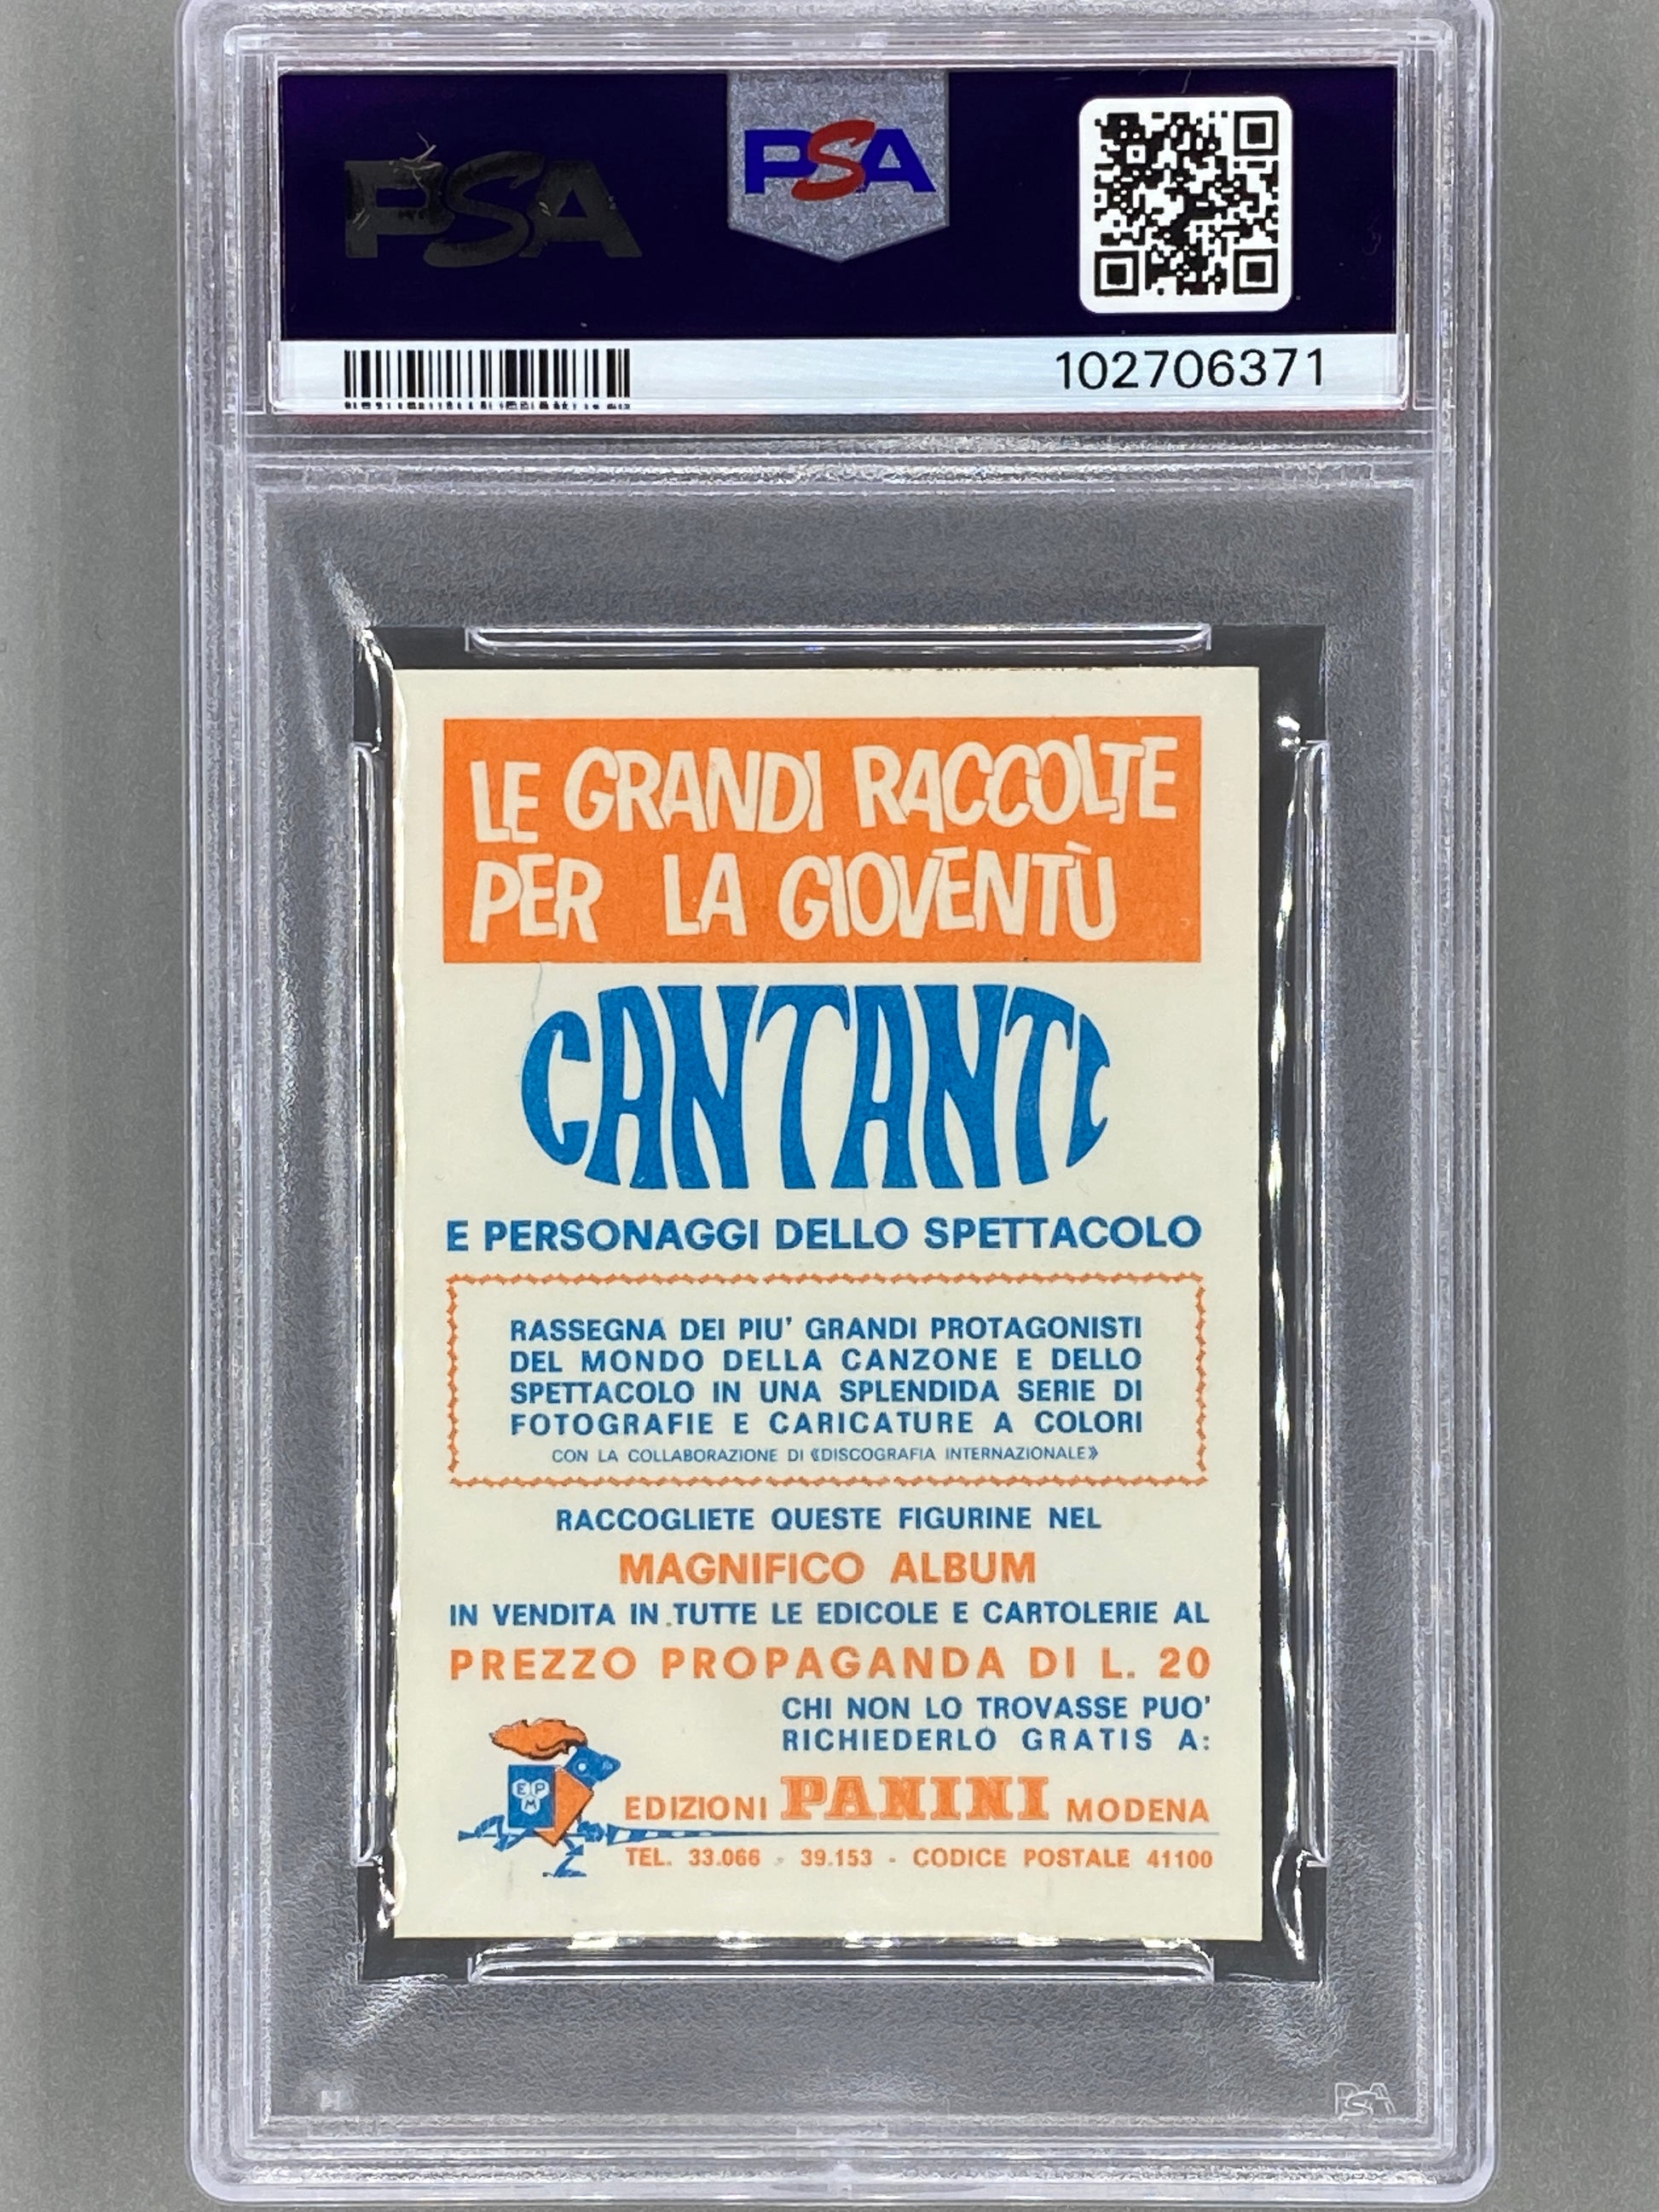 PSA
PSA
102706371
LE GRANDI RACCOLTE
PER LA GIOVENTÙ
CANTANTI
E PERSONAGGI DELLO SPETTACOLO
RASSEGNA DEI PIU' GRANDI PROTAGONISTI
DEL MONDO DELLA CANZONE E DELLO
SPETTACOLO IN UNA SPLENDIDA SERIE DI
FOTOGRAFIE E CARICATURE A COLORI
CON LA COLLABORAZIONE DI «DISCOGRAFIA INTERNAZIONALE»
RACCOGLIETE QUESTE FIGURINE NEL
MAGNIFICO ALBUM
IN VENDITA IN TUTTE LE EDICOLE E CARTOLERIE AL
PREZZO PROPAGANDA DI L. 20
CHI NON LO TROVASSE PUO'
RICHIEDERLO GRATIS A:
EPM
EDIZIONI PANINI MODENA
TEL. 33.066 - 39.153 - CODICE POSTALE 41100
PSA